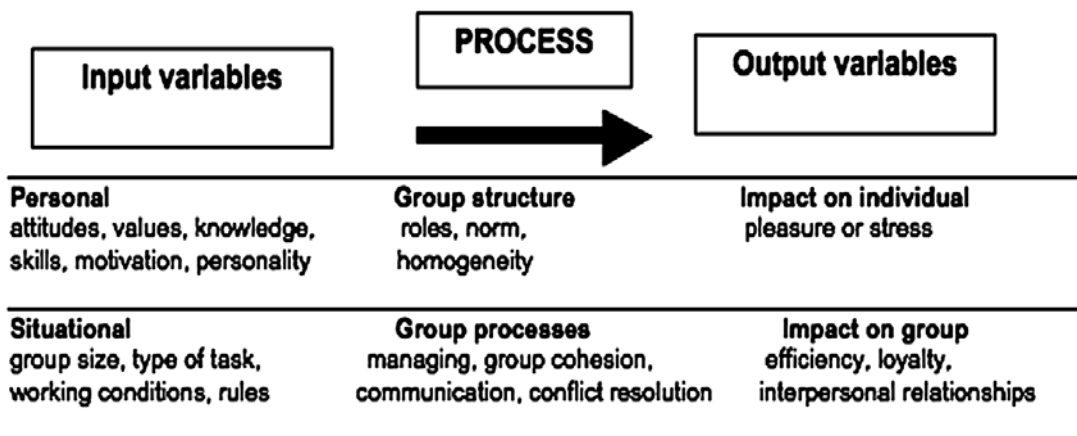 Input variables
PROCESS
Output variables
Personal
attitudes, values, knowledge,
skills, motivation, personality
Group structure
roles, norm,
homogeneity
Impact on individual
pleasure or stress
Situational
group size, type of task,
working conditions, rules
Group processes
managing, group cohesion,
communication, conflict resolution
Impact on group
efficiency, loyalty,
interpersonal relationships